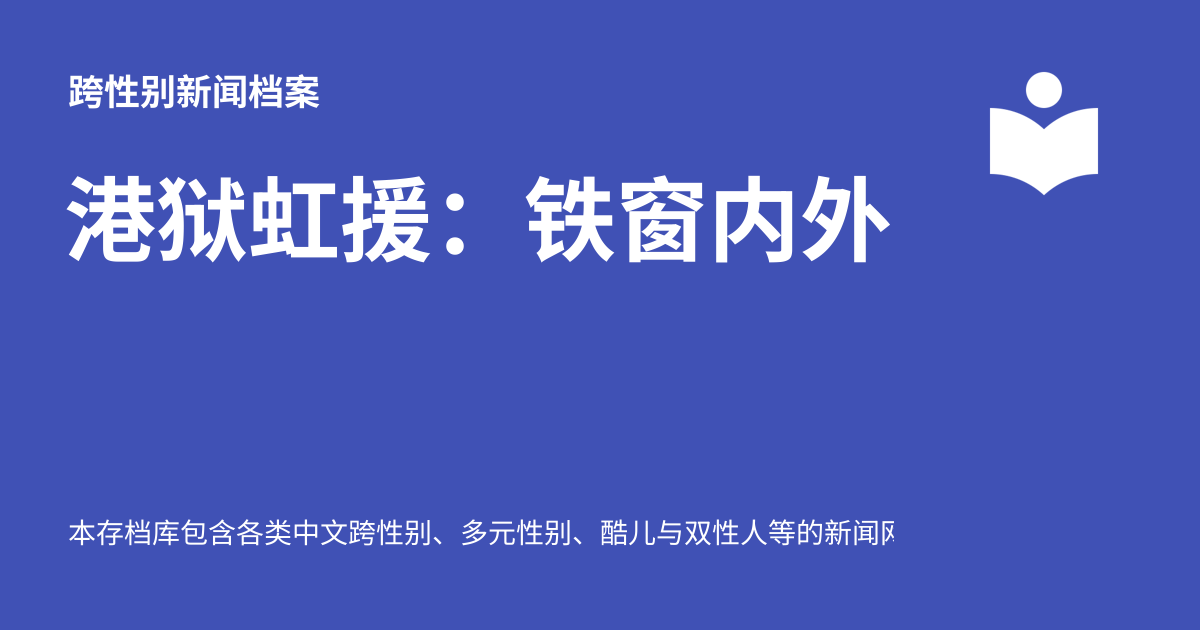 跨性别新闻档案
港狱虹援：铁窗内外
本存档库包含各类中文跨性别、多元性别、酷儿与双性人等的新闻